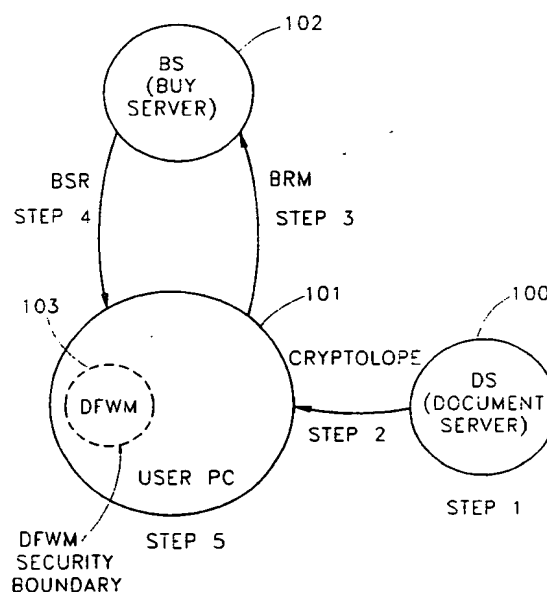 102
BS
(BUY
SERVER)
BSR
BRM
STEP 4
STEP 3
103
101
100
CRYPTOLOPE
DFWM
DS
(DOCUMENT
SERVER)
STEP 2
USER PC
STEP 1
DFWM
SECURITY
BOUNDARY
STEP 5